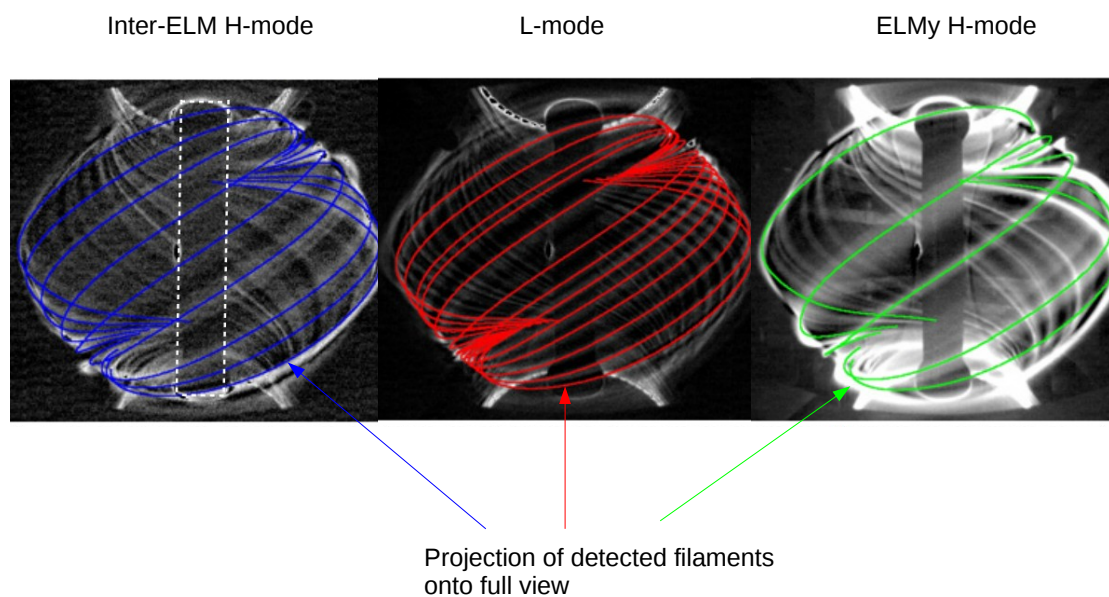 Inter-ELM H-mode
L-mode
ELMy H-mode
Projection of detected filaments
onto full view